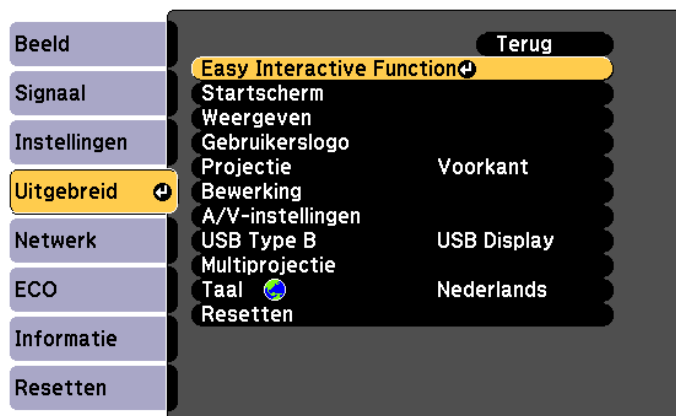 Beeld
Signaal
Instellingen
Uitgebreid
Netwerk
ECO
Informatie
Resetten
Terug
Easy Interactive Function
Startscherm
Weergeven
Gebruikerslogo
Projectie Voorkant
Bewerking
A/V-instellingen
USB Type B USB Display
Multiprojectie
Taal Nederlands
Resetten